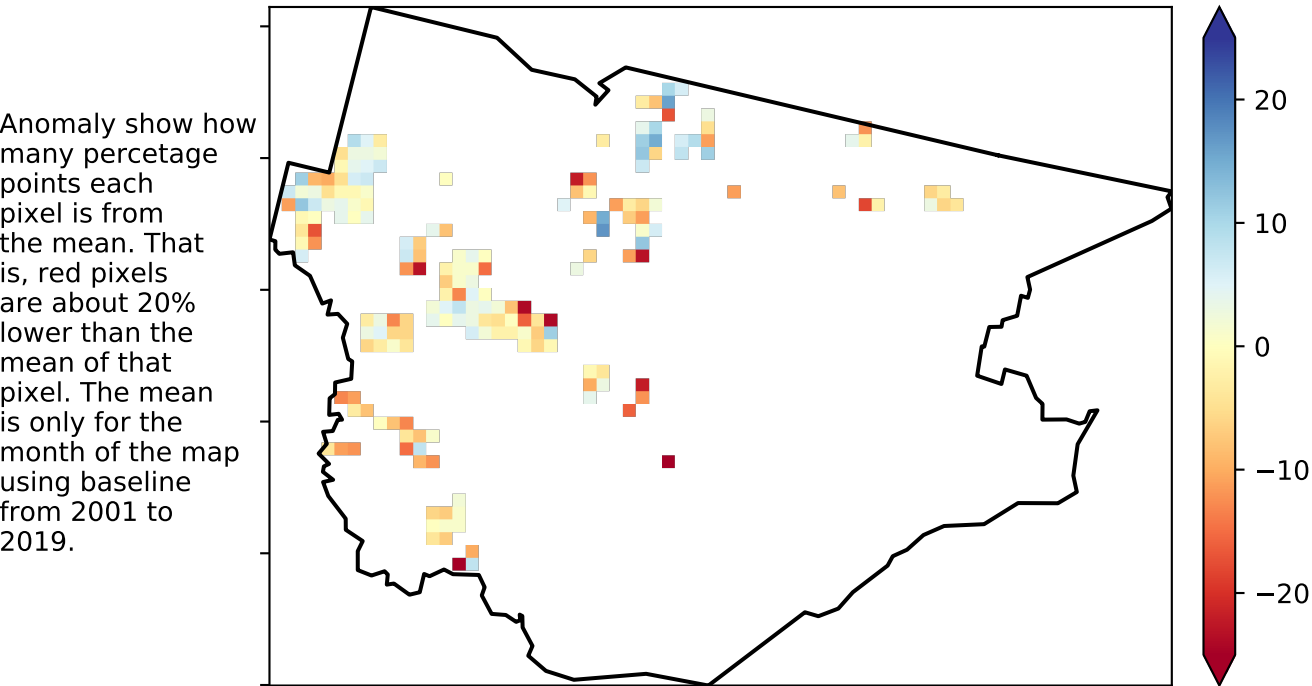 Anomaly show how
many percetage
points each
pixel is from
the mean. That
is, red pixels
are about 20%
lower than the
mean of that
pixel. The mean
is only for the
month of the map
using baseline
from 2001 to
2019.
20
10
0
−10
−20